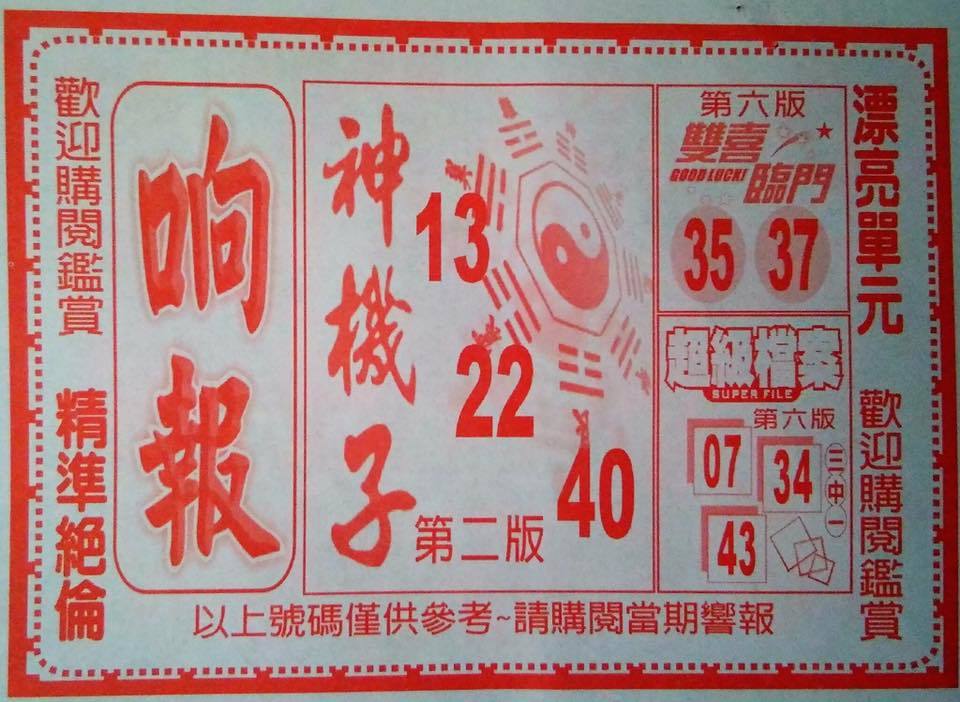 歡迎購閱鑑賞
精準絕倫
响報
神機子
13
22
40
第二版
第六版
雙喜
GOOD LUCK!
臨門
35 37
超級檔案
SUPER FILE
第六版
07
34
43
三中一
漂亮單元
歡迎購閱鑑賞
以上號碼僅供參考~請購閱當期響報